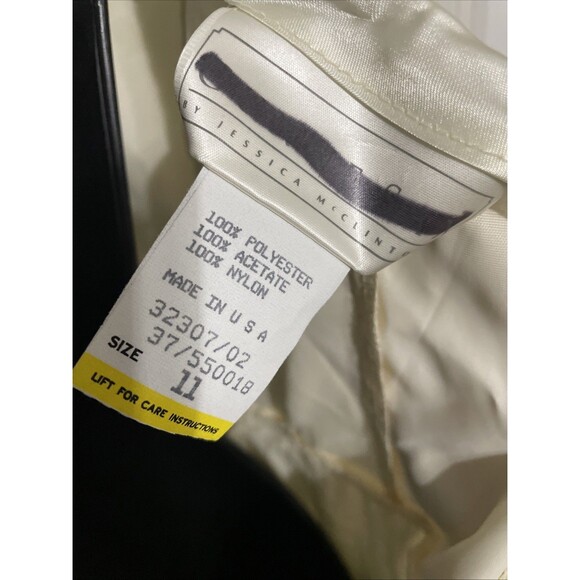 BY JESSICA McCLINT
100% POLYESTER
100% ACETATE
100% NYLON
MADE IN U S A
32307/02
37/550018
SIZE 11
LIFT FOR CARE INSTRUCTIONS